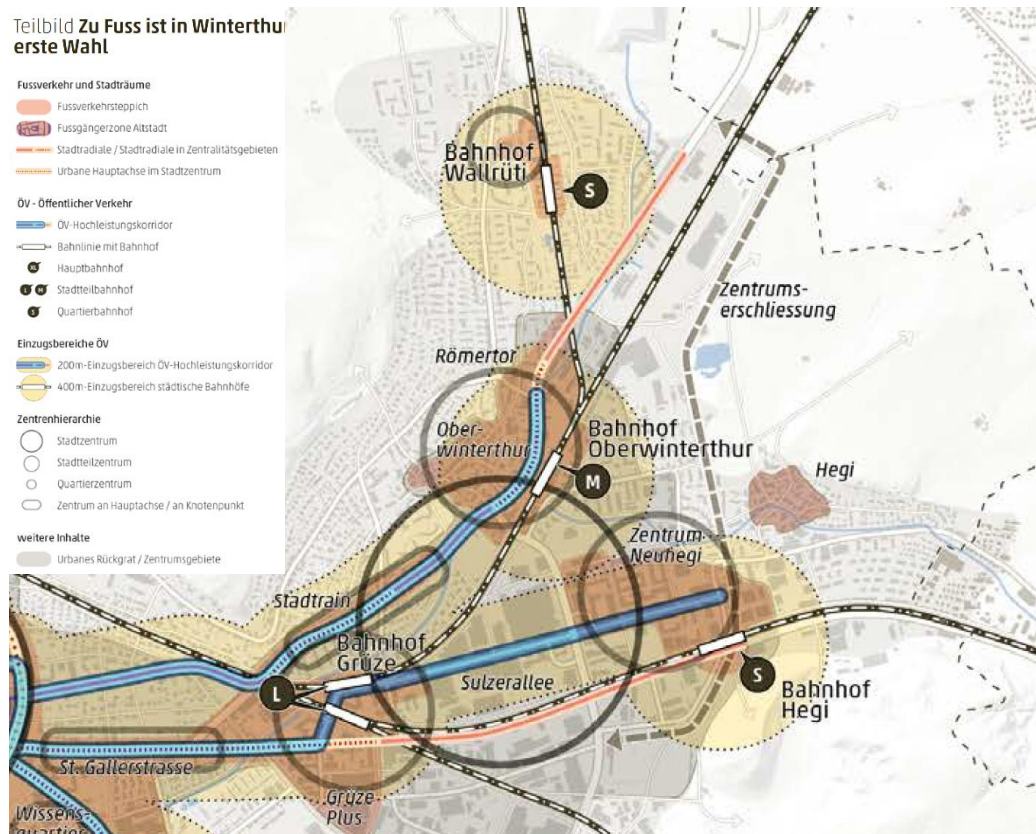 Teilbild Zu Fuss ist in Winterthur
erste Wahl
Fussverkehr und Stadträume
Fussverkehrsteppich
Fussgängerzone Altstadt
Stadtradiale / Stadtradiale in Zentralitätsgebieten
Urbane Hauptachse im Stadtzentrum
ÖV - Öffentlicher Verkehr
ÖV-Hochleistungskorridor
Bahnlinie mit Bahnhof
XL Hauptbahnhof
L M Stadtteilbahnhof
S Quartierbahnhof
Einzugsbereiche ÖV
200m-Einzugsbereich ÖV-Hochleistungskorridor
400m-Einzugsbereich städtische Bahnhöfe
Zentrenhierarchie
Stadtzentrum
Stadtteilzentrum
Quartierzentrum
Zentrum an Hauptachse / an Knotenpunkt
weitere Inhalte
Urbanes Rückgrat / Zentrumsgebiete
Bahnhof
Wallrüti
S
Zentrums-
erschliessung
Römertor
Ober-
winterthur
Bahnhof
Oberwinterthur
M
Hegi
Zentrum
Neuhegi
Stadtrain
Bahnhof
Grüze
L
Sulzerallee
S
Bahnhof
Hegi
St. Gallerstrasse
Grüze
Plus
Wissens-
quartier